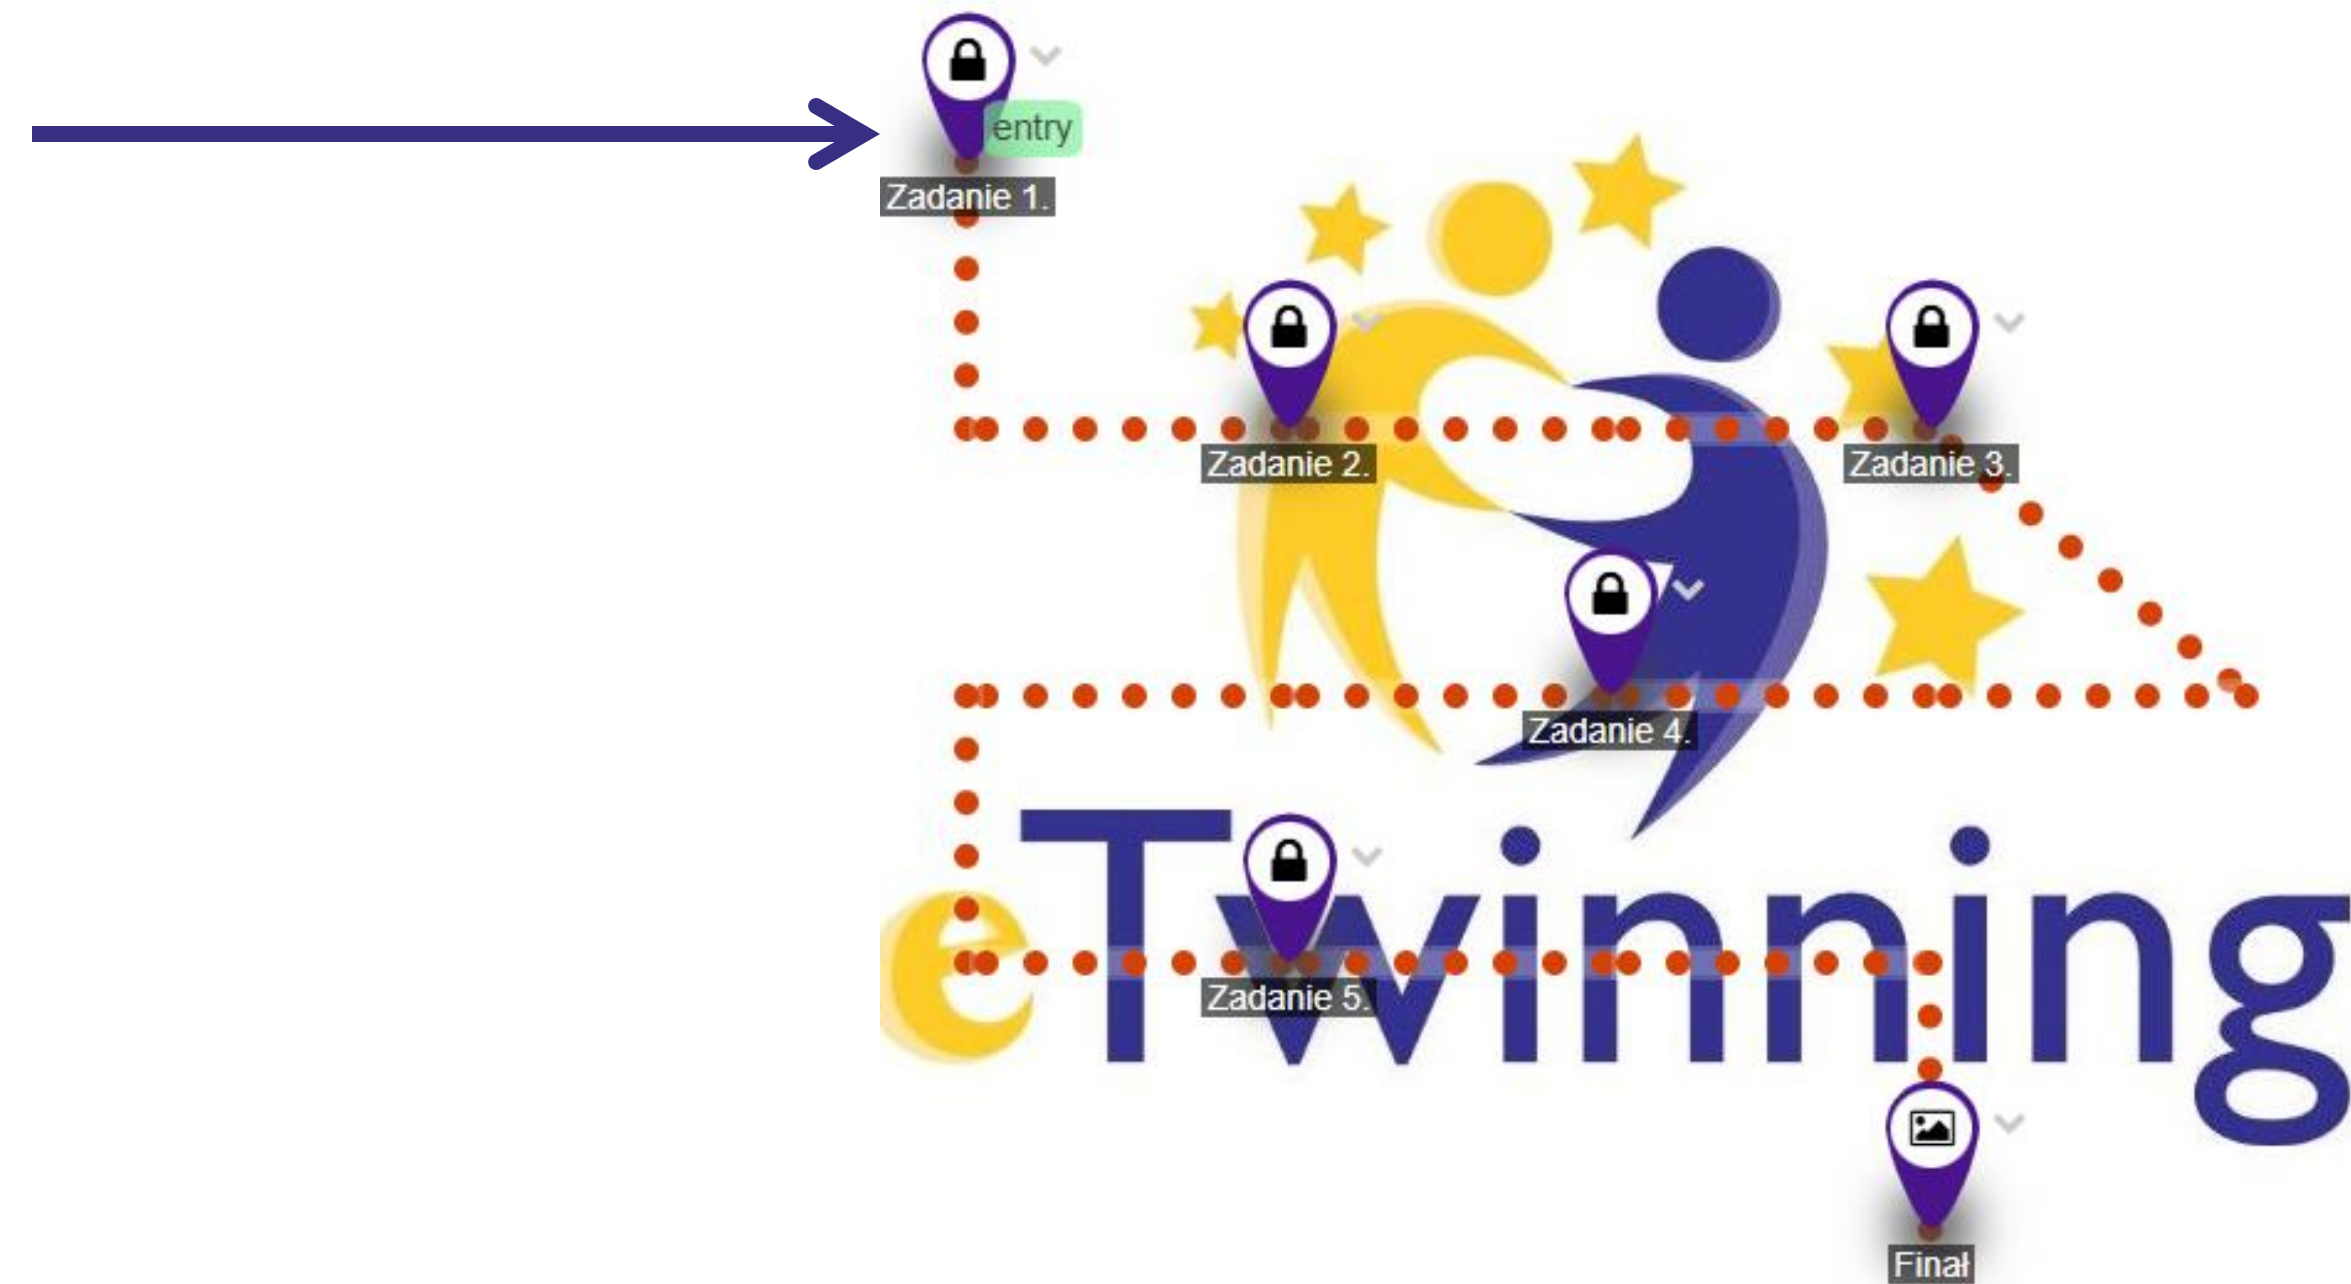 entry
Zadanie 1.
Zadanie 2.
Zadanie 3.
Zadanie 4.
eTwinning
Zadanie 5.
Finał